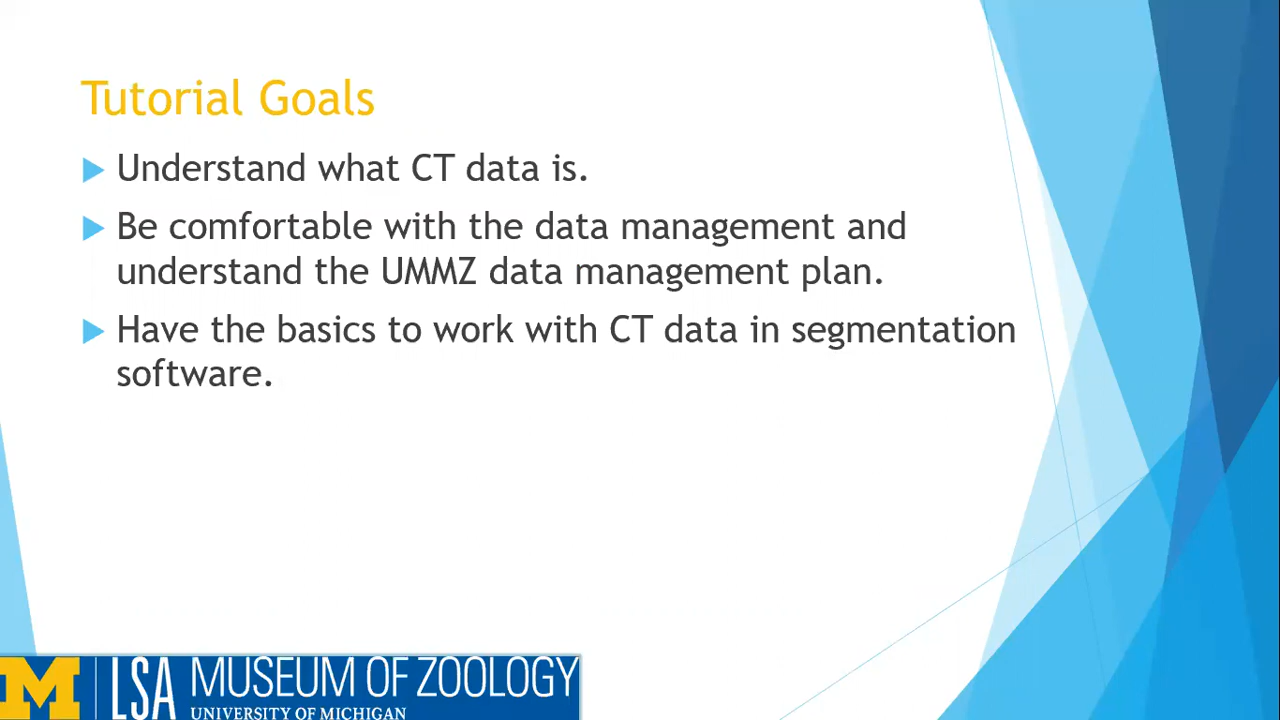 Tutorial Goals
Understand what CT data is.
Be comfortable with the data management and
understand the UMMZ data management plan.
Have the basics to work with CT data in segmentation
software.
M LSA MUSEUM OF ZOOLOGY
UNIVERSITY OF MICHIGAN